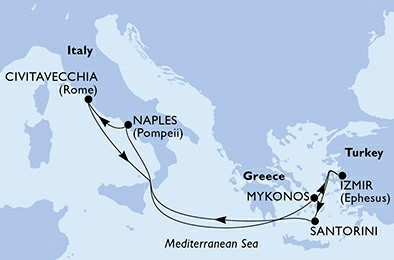 Italy
CIVITAVECCHIA
(Rome)
NAPLES
(Pompeii)
Greece
MYKONOS
Turkey
IZMIR
(Ephesus)
SANTORINI
Mediterranean Sea